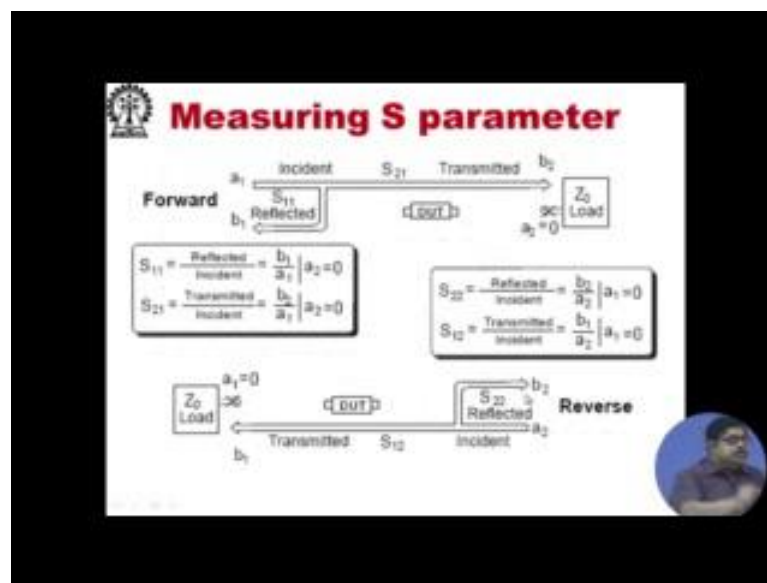 Measuring S parameter
Incident S₂₁ Transmitted
a₁ b₂
Forward
S₁₁
Reflected
b₁
DUT
Z₀
Load
a₂=0
S₁₁ = Reflected/Incident = b₁/a₁ | a₂=0
S₂₁ = Transmitted/Incident = b₂/a₁ | a₂=0
S₂₂ = Reflected/Incident = b₂/a₂ | a₁=0
S₁₂ = Transmitted/Incident = b₁/a₂ | a₁=0
a₁=0
Z₀
Load
DUT
b₂
S₂₂
Reflected
Reverse
a₂
b₁ Transmitted S₁₂ Incident